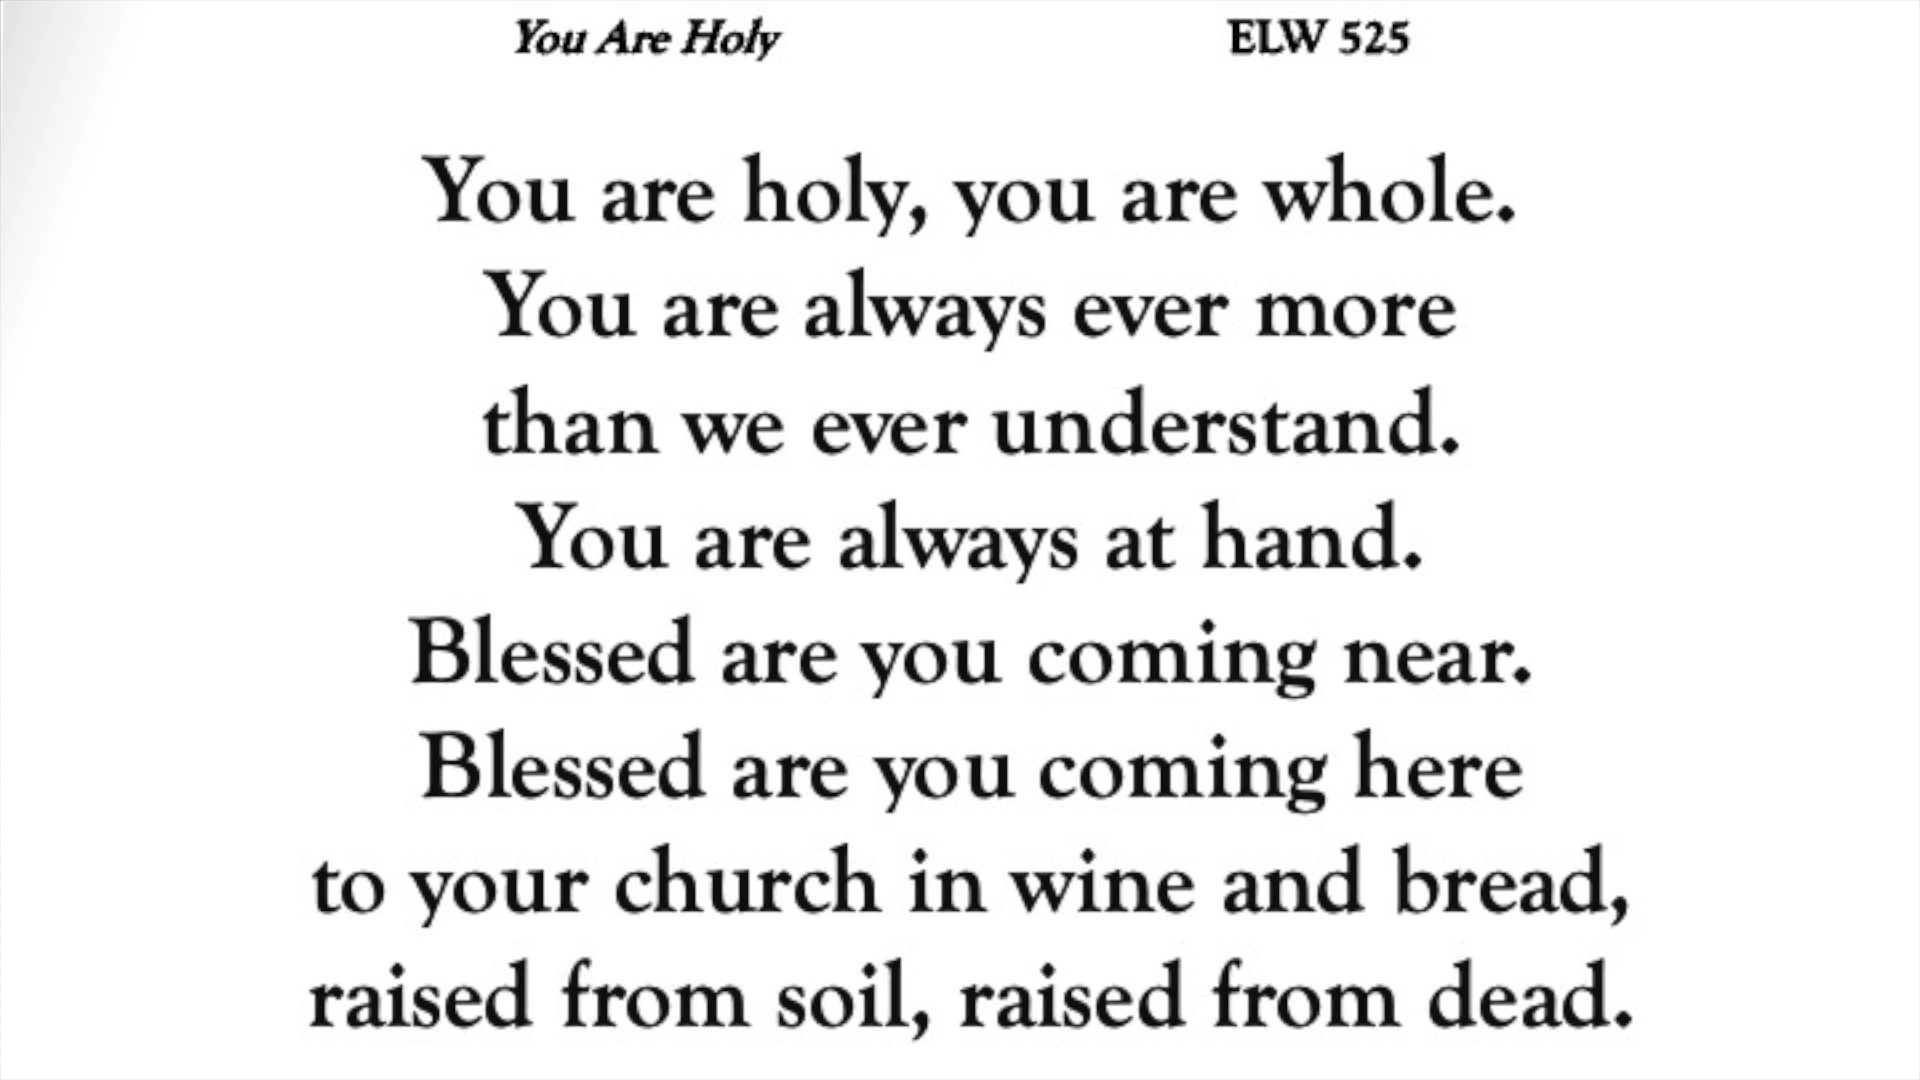 You Are Holy ELW 525
You are holy, you are whole.
You are always ever more
than we ever understand.
You are always at hand.
Blessed are you coming near.
Blessed are you coming here
to your church in wine and bread,
raised from soil, raised from dead.